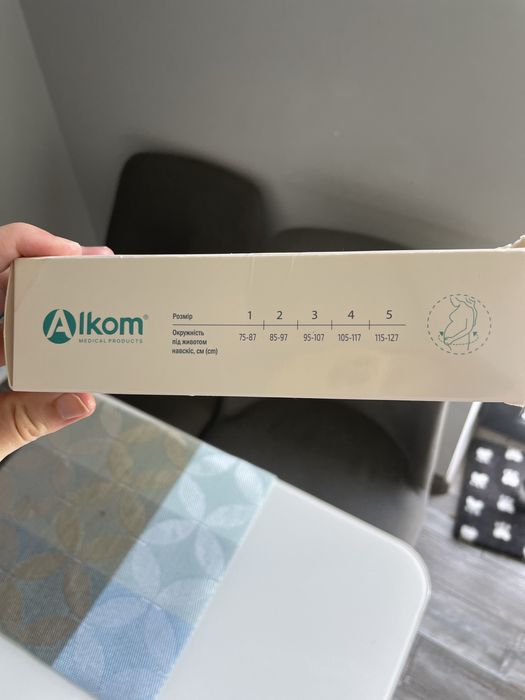 Alkom®
MEDICAL PRODUCTS
Розмір 1 2 3 4 5
Окружність
під животом
навскіс, см (cm) 75-87 85-97 95-107 105-117 115-127